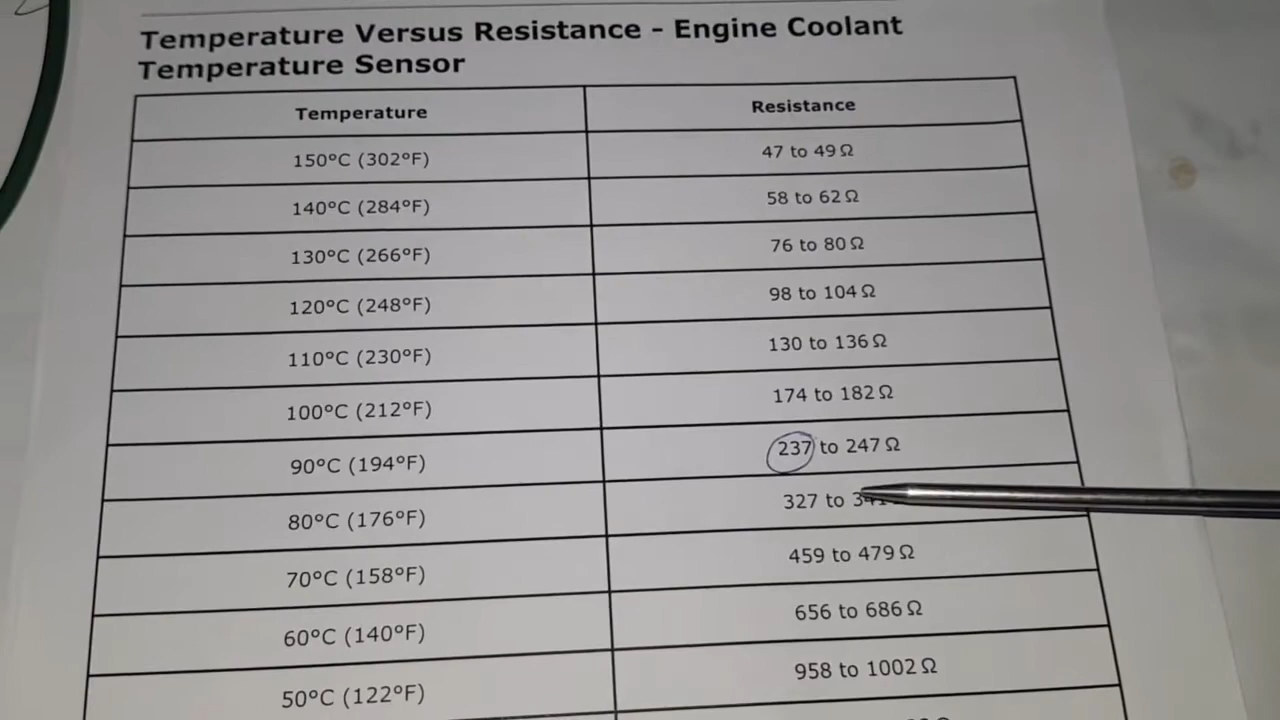 Temperature Versus Resistance - Engine Coolant
Temperature Sensor
Temperature Resistance
150°C (302°F) 47 to 49 Ω
140°C (284°F) 58 to 62 Ω
130°C (266°F) 76 to 80 Ω
120°C (248°F) 98 to 104 Ω
110°C (230°F) 130 to 136 Ω
100°C (212°F) 174 to 182 Ω
90°C (194°F) 237 to 247 Ω
80°C (176°F) 327 to
70°C (158°F) 459 to 479 Ω
60°C (140°F) 656 to 686 Ω
50°C (122°F) 958 to 1002 Ω